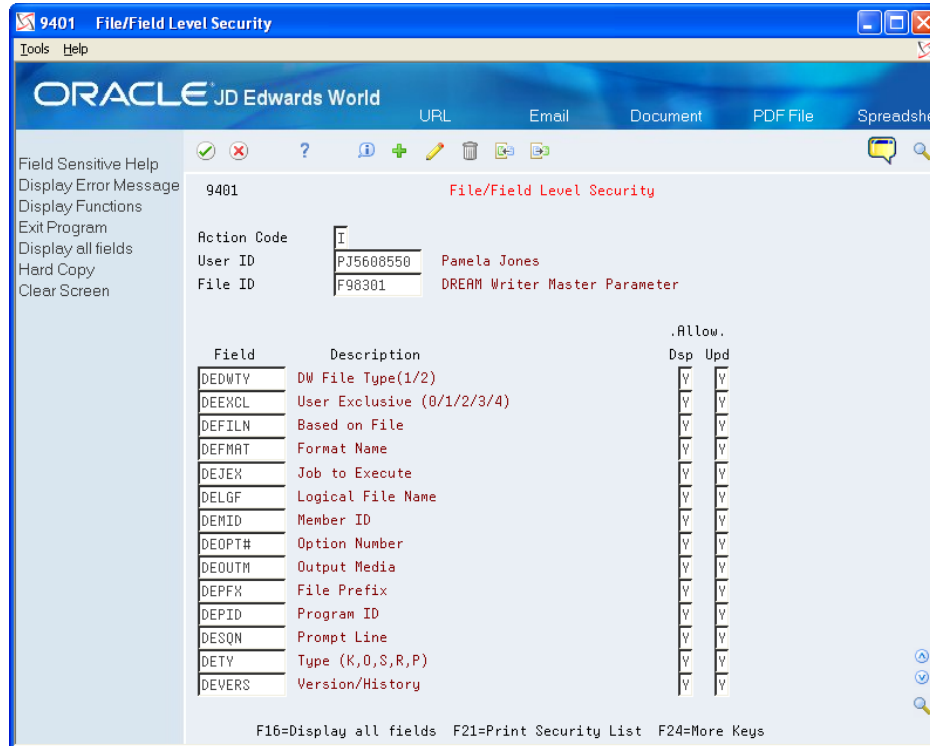 9401 File/Field Level Security
Tools Help
ORACLE JD Edwards World
URL Email Document PDF File Spreadshe
Field Sensitive Help
Display Error Message
Display Functions
Exit Program
Display all fields
Hard Copy
Clear Screen
9401 File/Field Level Security
Action Code I
User ID PJ5608550 Pamela Jones
File ID F98301 DREAM Writer Master Parameter
.Allow.
Field Description Dsp Upd
DEDWTY DW File Type(1/2) Y Y
DEEXCL User Exclusive (0/1/2/3/4) Y Y
DEFILN Based on File Y Y
DEFMAT Format Name Y Y
DEJEX Job to Execute Y Y
DELGF Logical File Name Y Y
DEMID Member ID Y Y
DEOPT# Option Number Y Y
DEOUTM Output Media Y Y
DEPFX File Prefix Y Y
DEPID Program ID Y Y
DESQN Prompt Line Y Y
DETY Type (K,O,S,R,P) Y Y
DEVERS Version/History Y Y
F16=Display all fields F21=Print Security List F24=More Keys